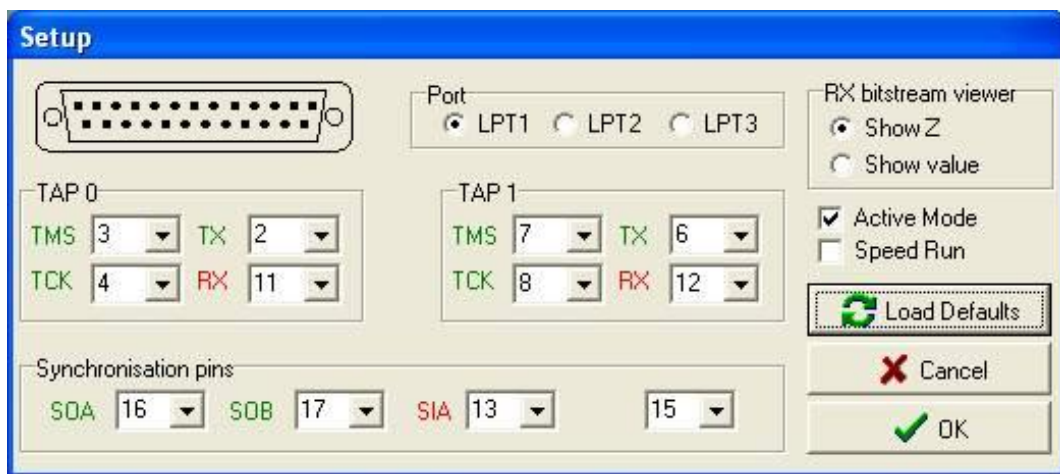 Setup
Port
LPT1 LPT2 LPT3
RX bitstream viewer
Show Z
Show value
TAP 0
TMS 3 TX 2
TCK 4 RX 11
TAP 1
TMS 7 TX 6
TCK 8 RX 12
Active Mode
Speed Run
Load Defaults
Cancel
OK
Synchronisation pins
SOA 16 SOB 17 SIA 13 15